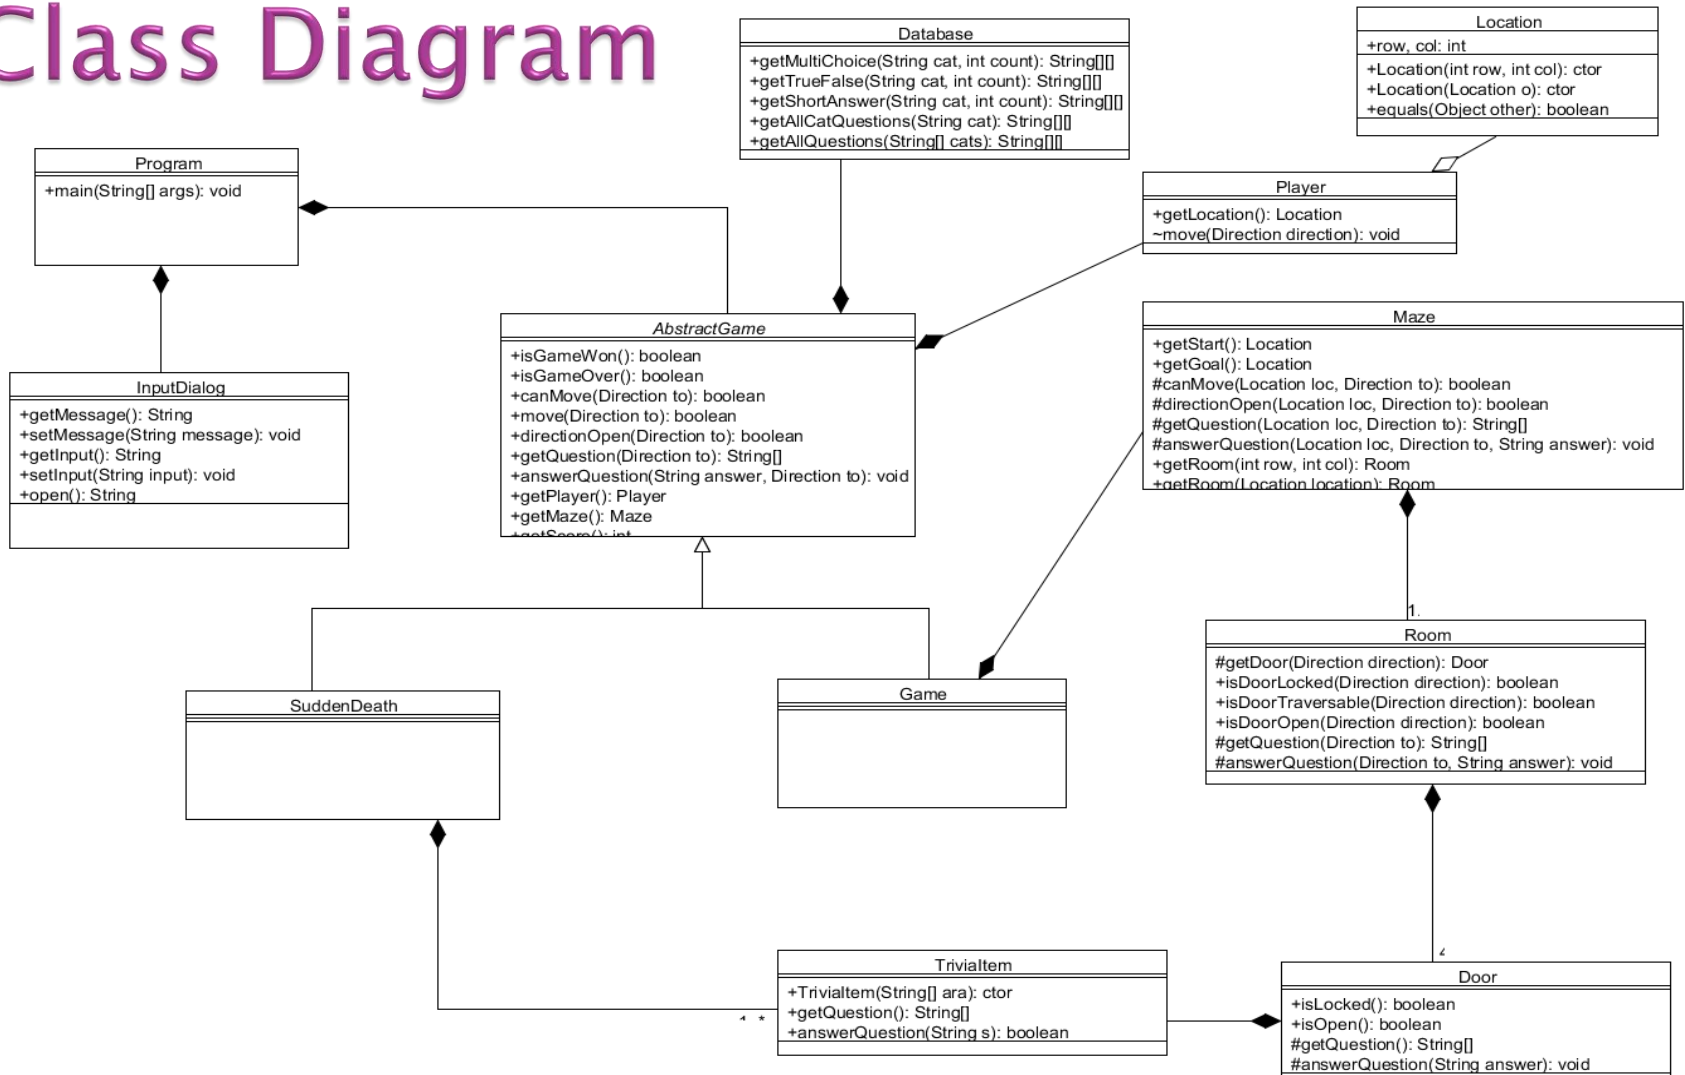 Class Diagram
Database
+getMultiChoice(String cat, int count): String[][]
+getTrueFalse(String cat, int count): String[][]
+getShortAnswer(String cat, int count): String[][]
+getAllCatQuestions(String cat): String[][]
+getAllQuestions(String[] cats): String[][]
Location
+row, col: int
+Location(int row, int col): ctor
+Location(Location o): ctor
+equals(Object other): boolean
Program
+main(String[] args): void
Player
+getLocation(): Location
~move(Direction direction): void
AbstractGame
+isGameWon(): boolean
+isGameOver(): boolean
+canMove(Direction to): boolean
+move(Direction to): boolean
+directionOpen(Direction to): boolean
+getQuestion(Direction to): String[]
+answerQuestion(String answer, Direction to): void
+getPlayer(): Player
+getMaze(): Maze
+getScore(): int
Maze
+getStart(): Location
+getGoal(): Location
#canMove(Location loc, Direction to): boolean
#directionOpen(Location loc, Direction to): boolean
#getQuestion(Location loc, Direction to): String[]
#answerQuestion(Location loc, Direction to, String answer): void
+getRoom(int row, int col): Room
+getRoom(Location location): Room
InputDialog
+getMessage(): String
+setMessage(String message): void
+getInput(): String
+setInput(String input): void
+open(): String
1.
Room
#getDoor(Direction direction): Door
+isDoorLocked(Direction direction): boolean
+isDoorTraversable(Direction direction): boolean
+isDoorOpen(Direction direction): boolean
#getQuestion(Direction to): String[]
#answerQuestion(Direction to, String answer): void
SuddenDeath
Game
TriviaItem
+TriviaItem(String[] ara): ctor
+getQuestion(): String[]
+answerQuestion(String s): boolean
Door
+isLocked(): boolean
+isOpen(): boolean
#getQuestion(): String[]
#answerQuestion(String answer): void